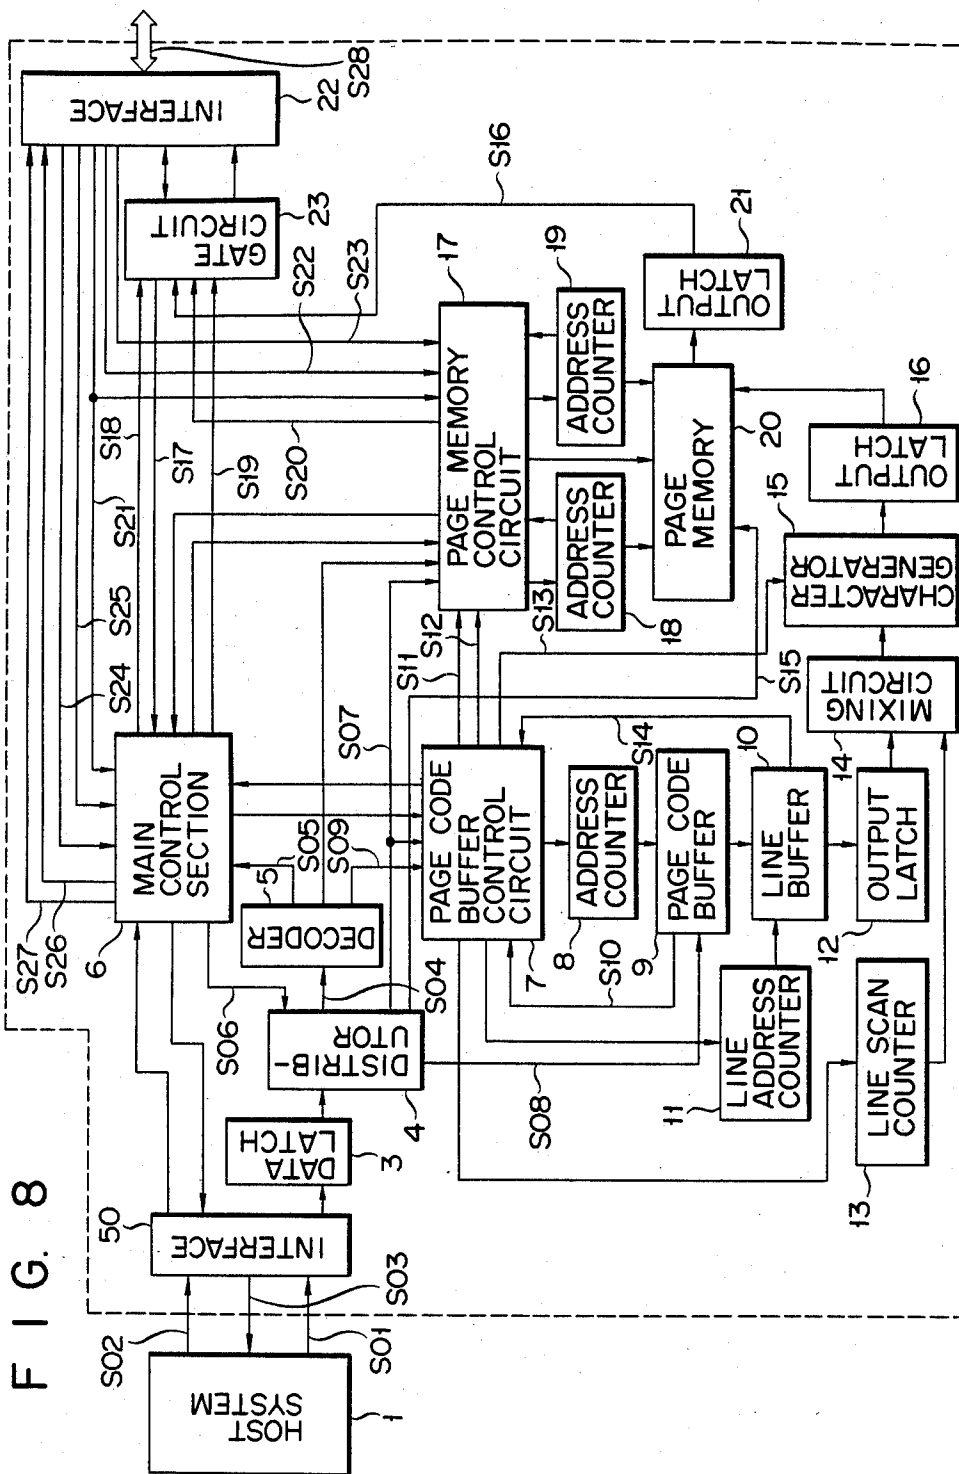 FIG. 8
HOST
SYSTEM
1
S02
S03
S01
50
INTERFACE
DATA
LATCH
3
DISTRIB-
UTOR
4
S06
S04
DECODER
5
S05
S09
S07
S08
MAIN
CONTROL
SECTION
6
S27
S26
S24
S25
S21
S18
S17
S19
S20
S22
S23
INTERFACE
22
S28
GATE
CIRCUIT
23
S16
PAGE CODE
BUFFER
CONTROL
CIRCUIT
7
ADDRESS
COUNTER
8
PAGE CODE
BUFFER
9
S10
LINE BUFFER
10
S14
LINE
ADDRESS
COUNTER
11
OUTPUT
LATCH
12
LINE SCAN
COUNTER
13
MIXING
CIRCUIT
14
CHARACTER
GENERATOR
15
OUTPUT
LATCH
16
S11
S12
S13
S15
PAGE MEMORY
CONTROL
CIRCUIT
17
ADDRESS
COUNTER
18
ADDRESS
COUNTER
19
PAGE
MEMORY
20
OUTPUT
LATCH
21